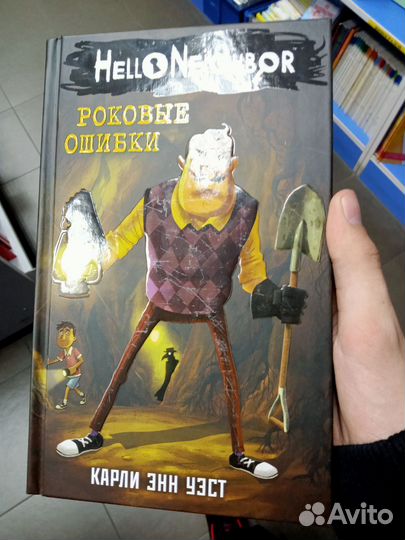 HELLO NEIGHBOR
РОКОВЫЕ
ОШИБКИ
КАРЛИ ЭНН УЭСТ
Avito